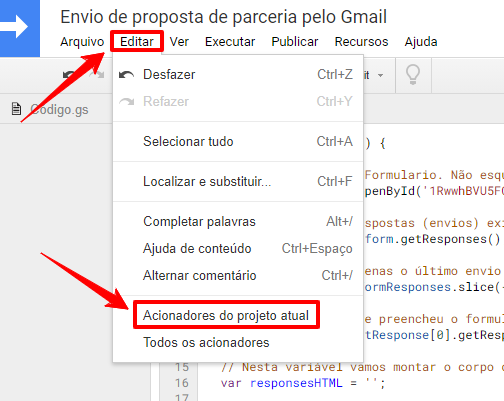 Envio de proposta de parceria pelo Gmail
Arquivo Editar Ver Executar Publicar Recursos Ajuda
Desfazer Ctrl+Z
Refazer Ctrl+Y
Código.gs
Selecionar tudo Ctrl+A
) {
Localizar e substituir... Ctrl+F
Formulario. Não esqu
penById('1RwwhBVU5F
Completar palavras Alt+/
spostas (envios) exi
Ajuda de conteúdo Ctrl+Espaço
form.getResponses()
Alternar comentário Ctrl+/
enas o último envio
ormResponses.slice(-
Acionadores do projeto atual
e preencheu o formul
Todos os acionadores
tResponse[0].getResp
15 // Nesta variável vamos montar o corpo d
16 var responsesHTML = '';